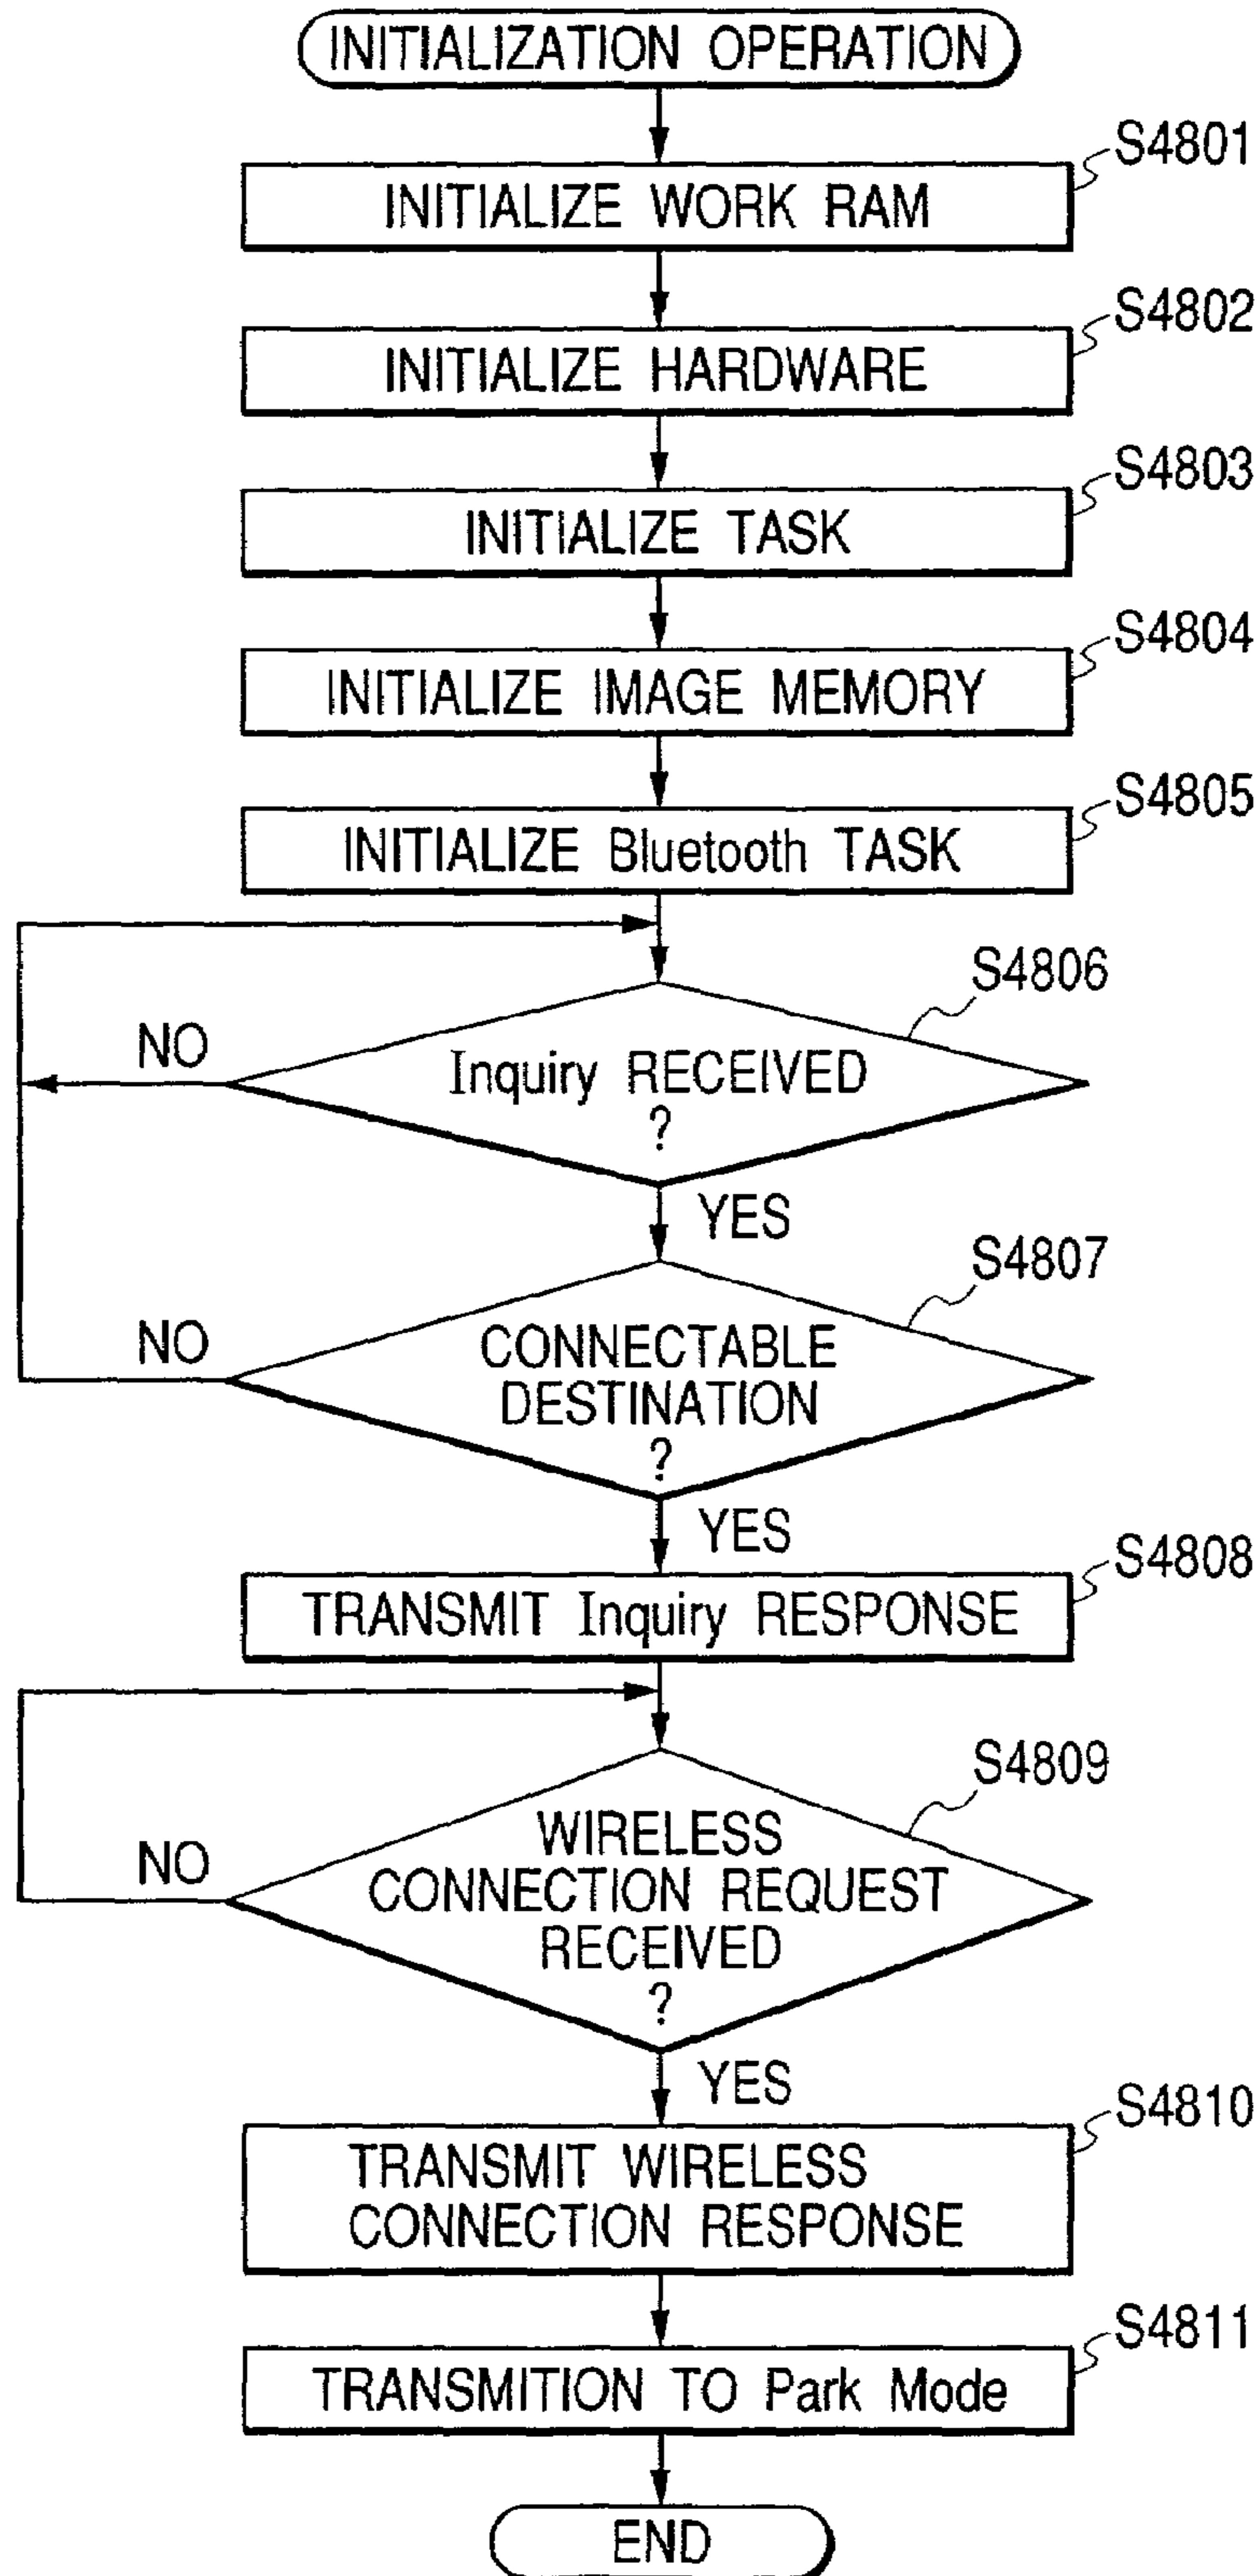 INITIALIZATION OPERATION
S4801
INITIALIZE WORK RAM
S4802
INITIALIZE HARDWARE
S4803
INITIALIZE TASK
S4804
INITIALIZE IMAGE MEMORY
S4805
INITIALIZE Bluetooth TASK
S4806
NO
Inquiry RECEIVED
?
YES
S4807
NO
CONNECTABLE
DESTINATION
?
YES
S4808
TRANSMIT Inquiry RESPONSE
S4809
WIRELESS
NO
CONNECTION REQUEST
RECEIVED
?
YES
S4810
TRANSMIT WIRELESS
CONNECTION RESPONSE
S4811
TRANSMITION TO Park Mode
END